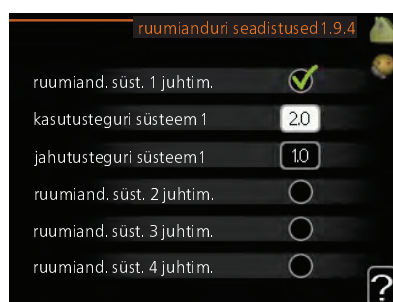 ruumianduri seadistused 1.9.4
ruumiand. süst. 1 juhtim.
kasutusteguri süsteem 1 2.0
jahutusteguri süsteem1 1.0
ruumiand. süst. 2 juhtim.
ruumiand. süst. 3 juhtim.
ruumiand. süst. 4 juhtim.
?